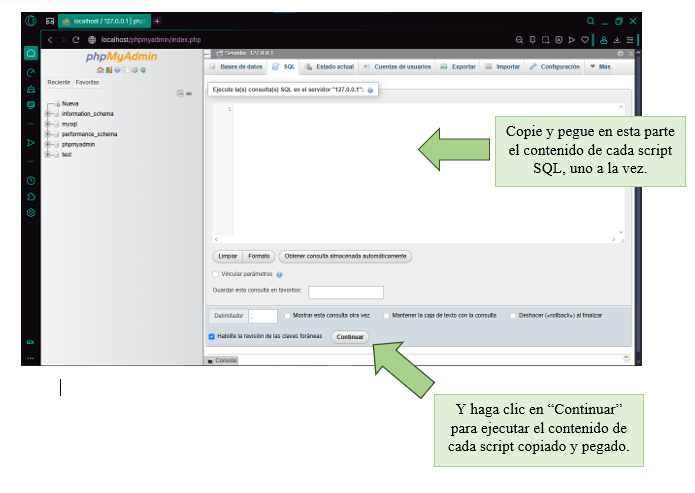 localhost / 127.0.0.1 | php
localhost/phpmyadmin/index.php
phpMyAdmin
Reciente Favoritas
Nueva
information_schema
mysql
performance_schema
phpmyadmin
test
Servidor: 127.0.0.1
Bases de datos SQL Estado actual Cuentas de usuarios Exportar Importar Configuración Más
Ejecute la(s) consulta(s) SQL en el servidor "127.0.0.1":
1
Limpiar Formato Obtener consulta almacenada automáticamente
Vincular parámetros
Guardar esta consulta en favoritos:
Delimitador ; Mostrar esta consulta otra vez Mantener la caja de texto con la consulta Deshacer («rollback») al finalizar
Habilite la revisión de las claves foráneas Continuar
Consola
Copie y pegue en esta parte
el contenido de cada script
SQL, uno a la vez.
Y haga clic en “Continuar”
para ejecutar el contenido de
cada script copiado y pegado.